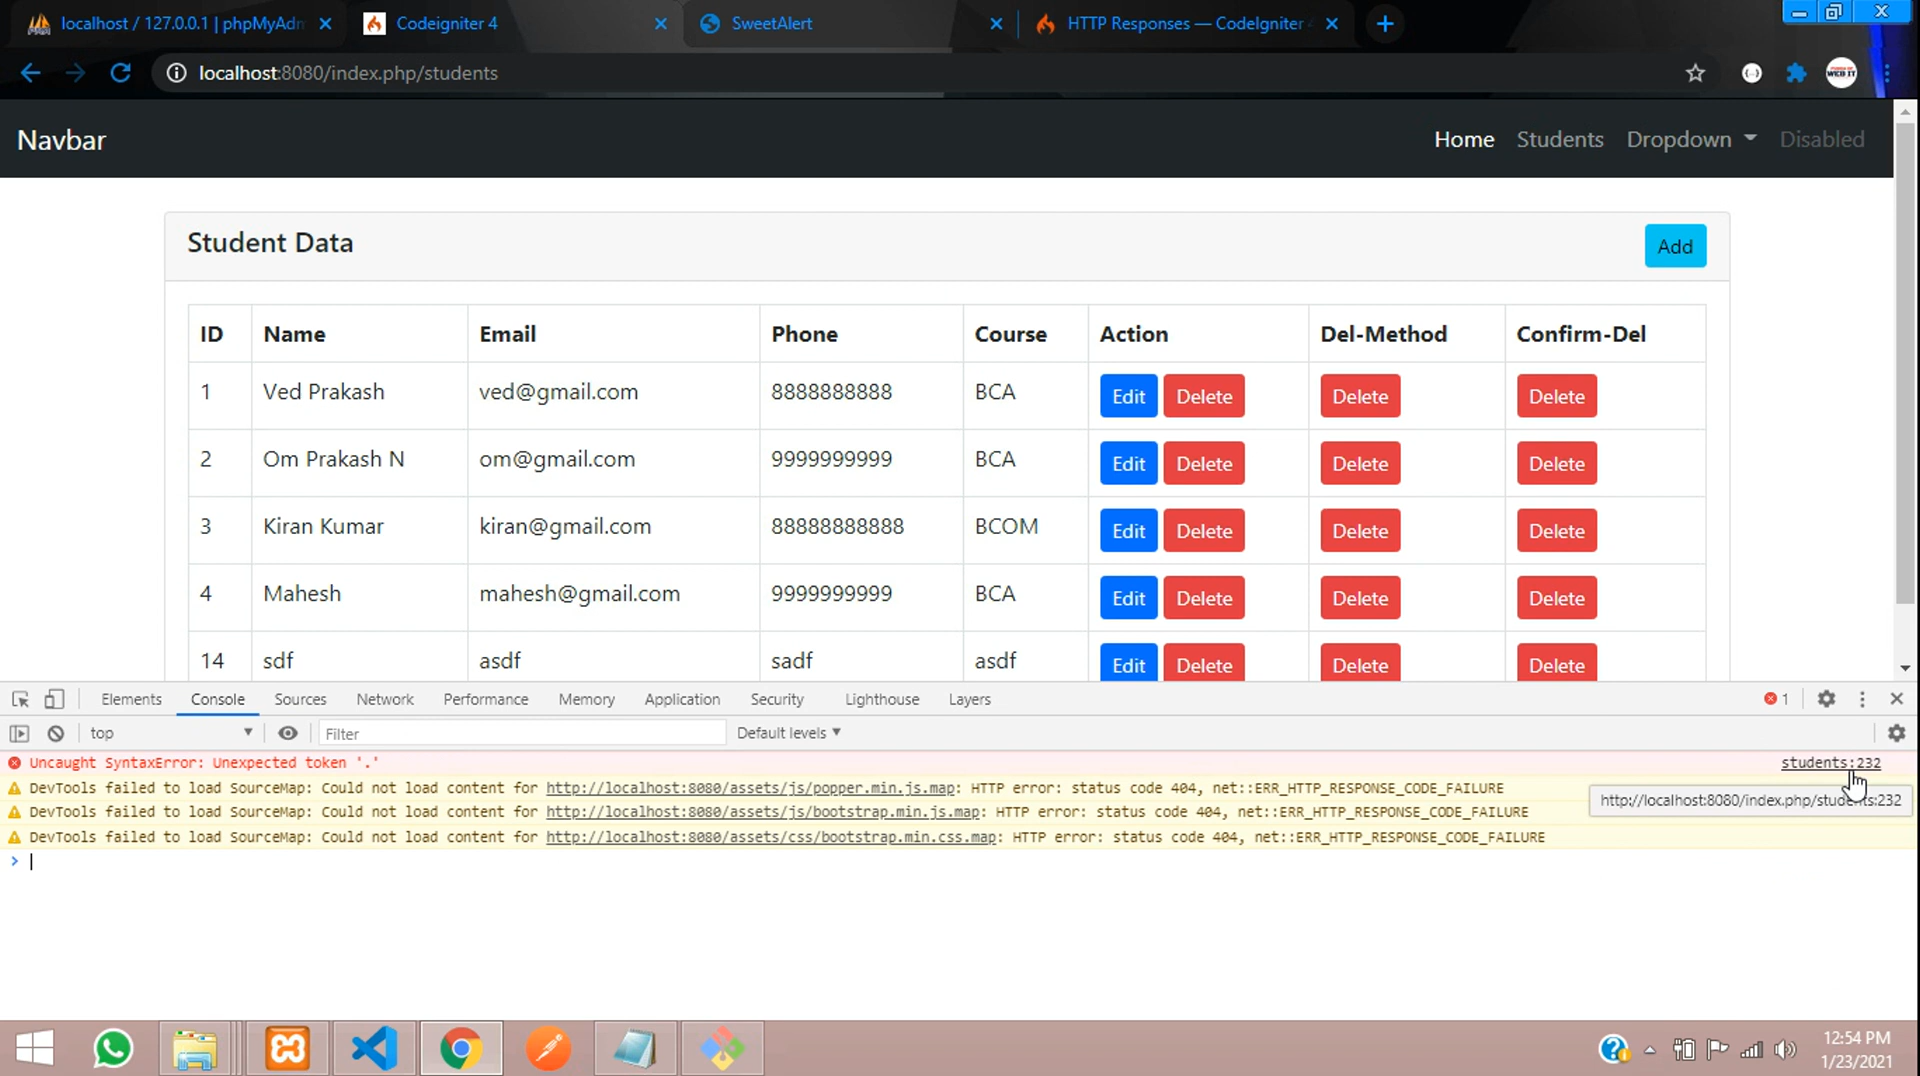 localhost / 127.0.0.1 | phpMyAdm
Codeigniter 4
SweetAlert
HTTP Responses — CodeIgniter
localhost:8080/index.php/students
WEB IT
Navbar
Home Students Dropdown Disabled
Student Data
Add
ID Name Email Phone Course Action Del-Method Confirm-Del
1 Ved Prakash ved@gmail.com 8888888888 BCA Edit Delete Delete Delete
2 Om Prakash N om@gmail.com 9999999999 BCA Edit Delete Delete Delete
3 Kiran Kumar kiran@gmail.com 88888888888 BCOM Edit Delete Delete Delete
4 Mahesh mahesh@gmail.com 9999999999 BCA Edit Delete Delete Delete
14 sdf asdf sadf asdf Edit Delete Delete Delete
Elements Console Sources Network Performance Memory Application Security Lighthouse Layers 1
top Filter Default levels
Uncaught SyntaxError: Unexpected token '.' students:232
DevTools failed to load SourceMap: Could not load content for http://localhost:8080/assets/js/popper.min.js.map: HTTP error: status code 404, net::ERR_HTTP_RESPONSE_CODE_FAILURE
http://localhost:8080/index.php/students:232
DevTools failed to load SourceMap: Could not load content for http://localhost:8080/assets/js/bootstrap.min.js.map: HTTP error: status code 404, net::ERR_HTTP_RESPONSE_CODE_FAILURE
DevTools failed to load SourceMap: Could not load content for http://localhost:8080/assets/css/bootstrap.min.css.map: HTTP error: status code 404, net::ERR_HTTP_RESPONSE_CODE_FAILURE
12:54 PM
1/23/2021